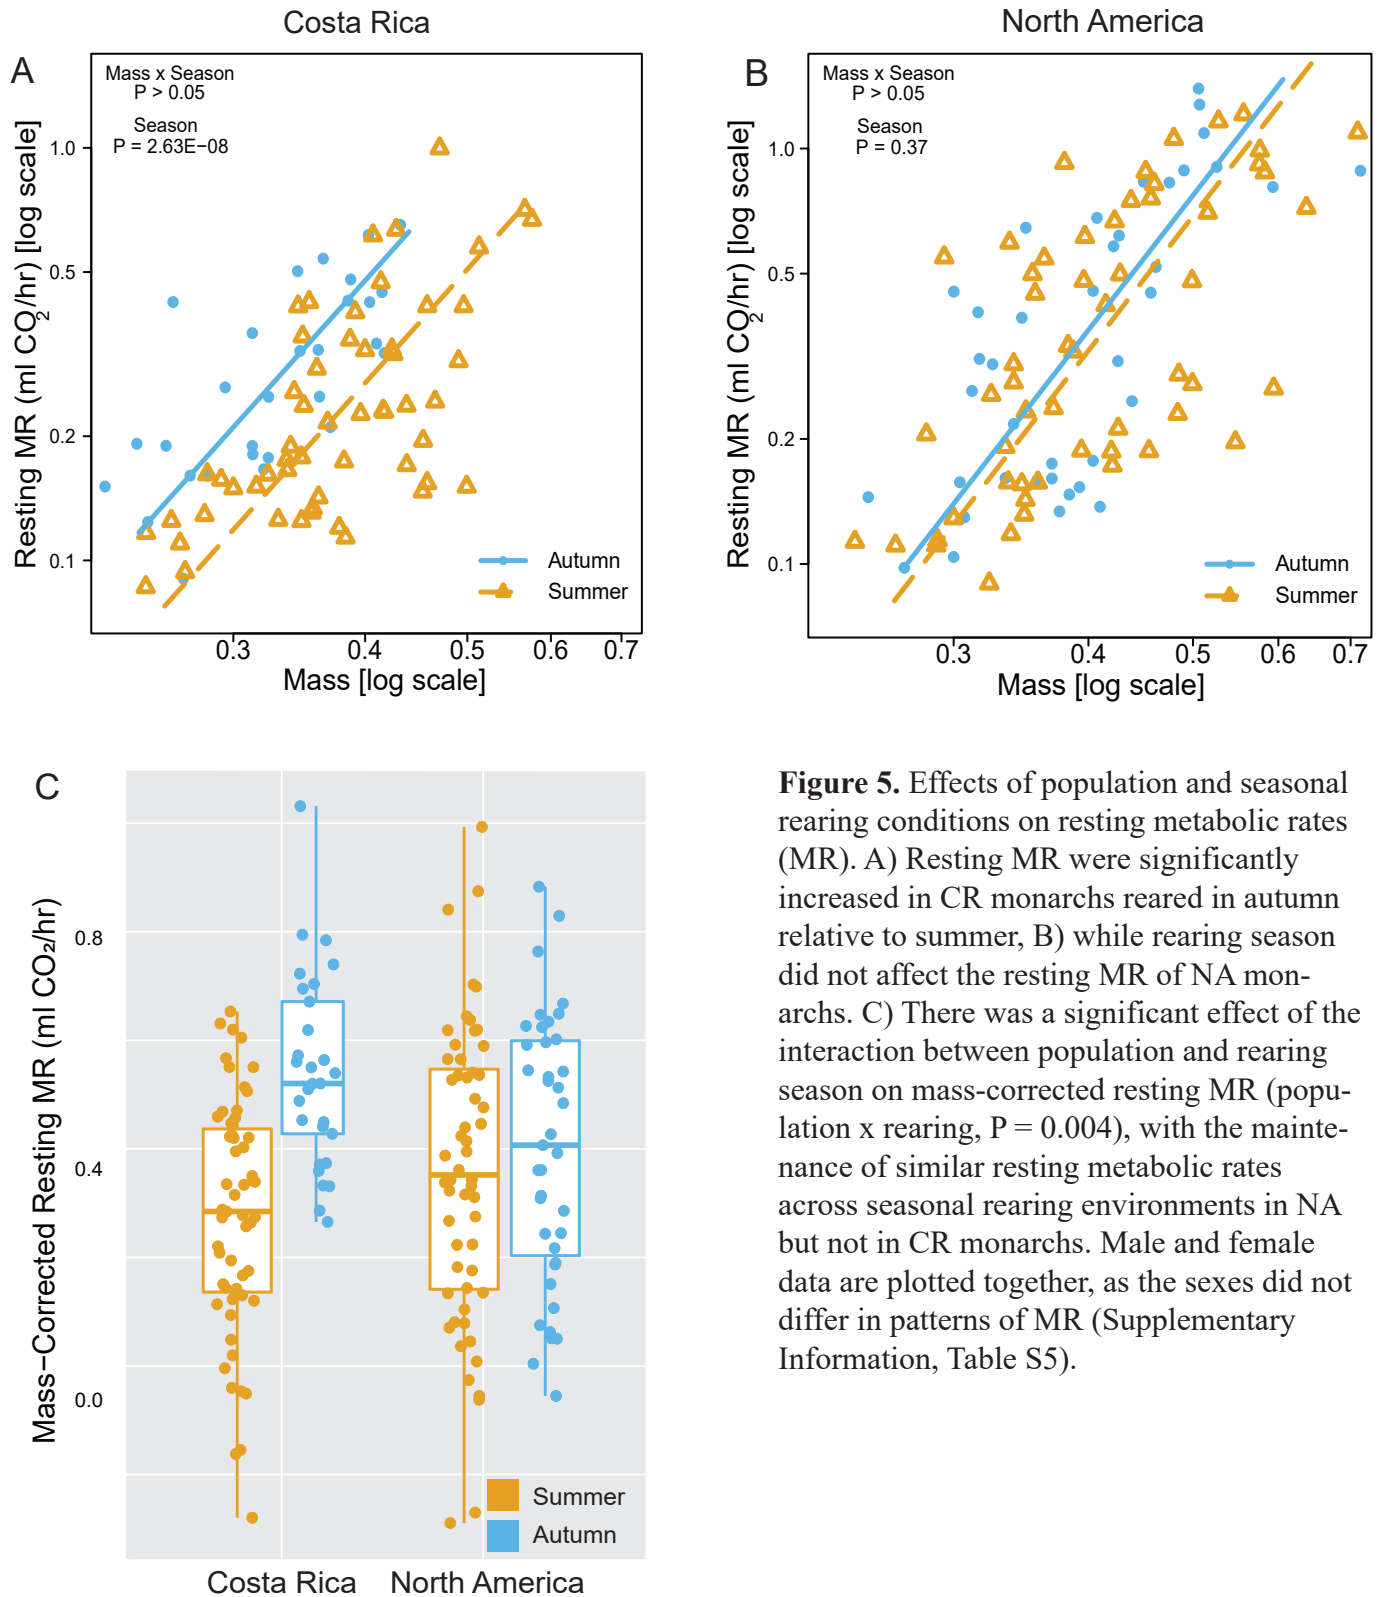 Costa Rica
North America
A
Mass x Season
P > 0.05
Season
P = 2.63E−08
Resting MR (ml CO2/hr) [log scale]
1.0
0.5
0.2
0.1
Autumn
Summer
0.3
0.4
0.5
0.6
0.7
Mass [log scale]
B
Mass x Season
P > 0.05
Season
P = 0.37
Resting MR (ml CO2/hr) [log scale]
1.0
0.5
0.2
0.1
Autumn
Summer
0.3
0.4
0.5
0.6
0.7
Mass [log scale]
C
Mass−Corrected Resting MR (ml CO₂/hr)
0.8
0.4
0.0
Summer
Autumn
Costa Rica
North America
Figure 5. Effects of population and seasonal
rearing conditions on resting metabolic rates
(MR). A) Resting MR were significantly
increased in CR monarchs reared in autumn
relative to summer, B) while rearing season
did not affect the resting MR of NA mon-
archs. C) There was a significant effect of the
interaction between population and rearing
season on mass-corrected resting MR (popu-
lation x rearing, P = 0.004), with the mainte-
nance of similar resting metabolic rates
across seasonal rearing environments in NA
but not in CR monarchs. Male and female
data are plotted together, as the sexes did not
differ in patterns of MR (Supplementary
Information, Table S5).